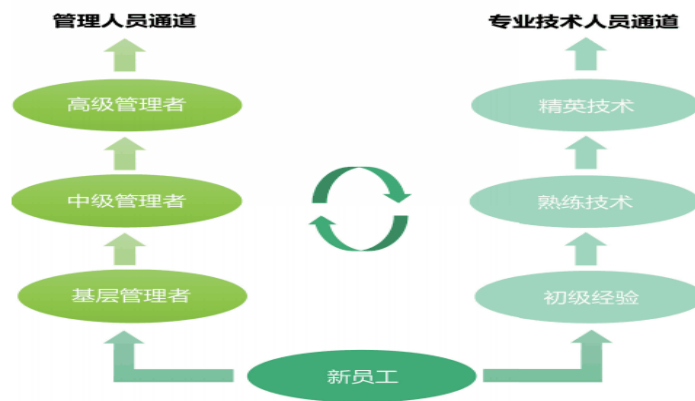 管理人员通道
专业技术人员通道
高级管理者
精英技术
中级管理者
熟练技术
基层管理者
初级经验
新员工